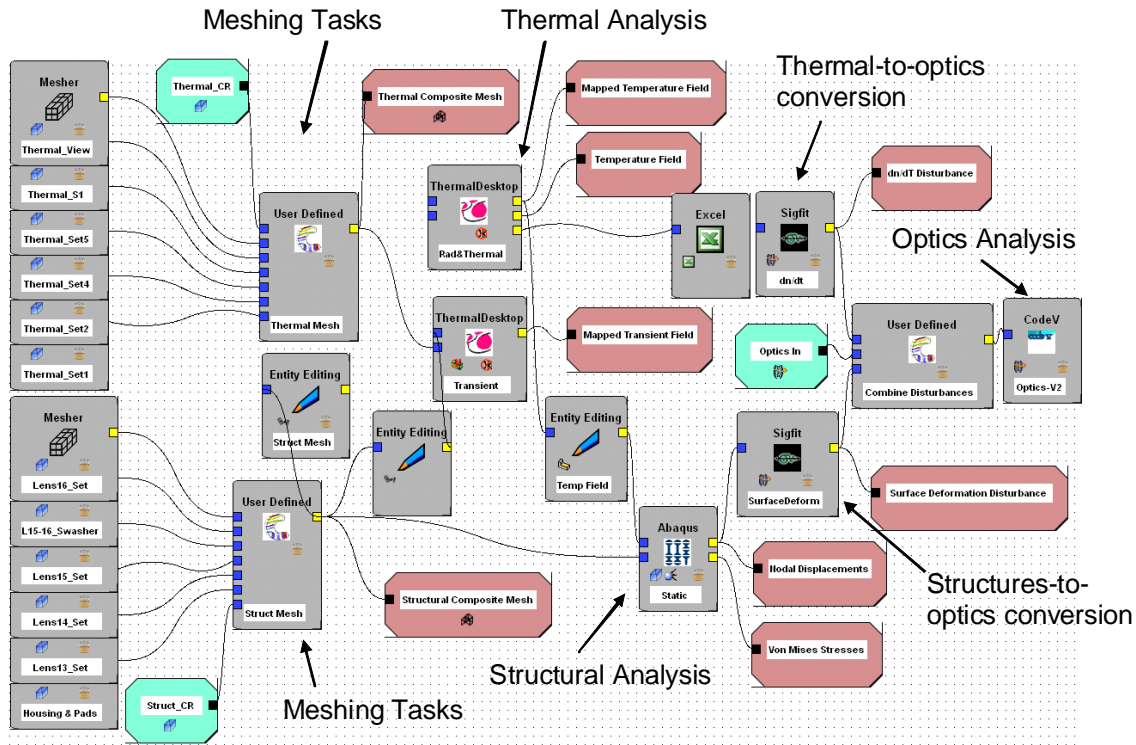 Meshing Tasks
Thermal Analysis
Thermal-to-optics
conversion
Optics Analysis
Mesher
Thermal_View
Thermal_S1
Thermal_Set5
Thermal_Set4
Thermal_Set2
Thermal_Set1
Thermal_CR
Thermal Composite Mesh
User Defined
Thermal Mesh
ThermalDesktop
Rad&Thermal
Mapped Temperature Field
Temperature Field
Excel
Sigfit
dn/dt
dn/dT Disturbance
ThermalDesktop
Transient
Mapped Transient Field
Optics In
User Defined
Combine Disturbances
CodeV
Optics-V2
Entity Editing
Struct Mesh
Entity Editing
Entity Editing
Temp Field
Sigfit
SurfaceDeform
Surface Deformation Disturbance
Mesher
Lens16_Set
L15-16_Swasher
Lens15_Set
Lens14_Set
Lens13_Set
Housing & Pads
User Defined
Struct Mesh
Struct_CR
Structural Composite Mesh
Abaqus
Static
Nodal Displacements
Von Mises Stresses
Structures-to-
optics conversion
Structural Analysis
Meshing Tasks